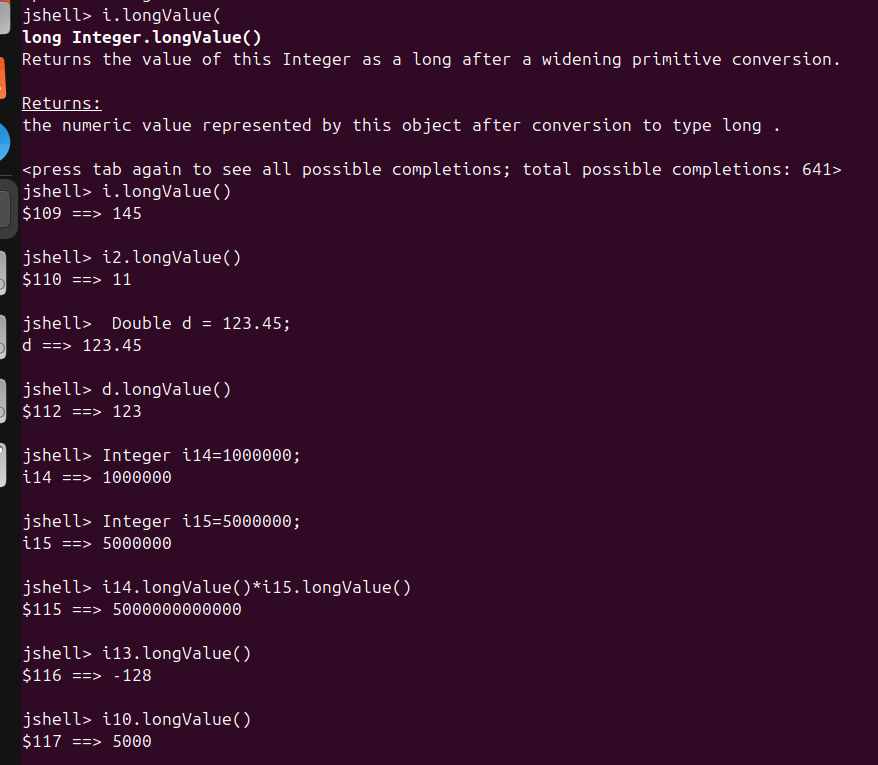 jshell> i.longValue(
long Integer.longValue()
Returns the value of this Integer as a long after a widening primitive conversion.
Returns:
the numeric value represented by this object after conversion to type long .
<press tab again to see all possible completions; total possible completions: 641>
jshell> i.longValue()
$109 ==> 145
jshell> i2.longValue()
$110 ==> 11
jshell>  Double d = 123.45;
d ==> 123.45
jshell> d.longValue()
$112 ==> 123
jshell> Integer i14=1000000;
i14 ==> 1000000
jshell> Integer i15=5000000;
i15 ==> 5000000
jshell> i14.longValue()*i15.longValue()
$115 ==> 5000000000000
jshell> i13.longValue()
$116 ==> -128
jshell> i10.longValue()
$117 ==> 5000